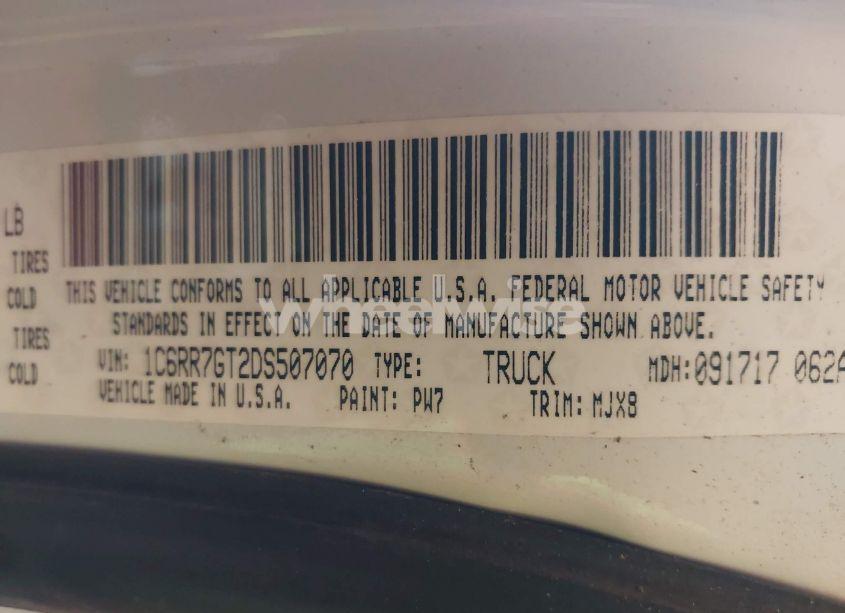 LB
TIRES
COLD
TIRES
COLD
THIS VEHICLE CONFORMS TO ALL APPLICABLE U.S.A. FEDERAL MOTOR VEHICLE SAFETY
STANDARDS IN EFFECT ON THE DATE OF MANUFACTURE SHOWN ABOVE.
VIN: 1C6RR7GT2DS507070 TYPE: TRUCK MDH:091717 062A
VEHICLE MADE IN U.S.A. PAINT: PW7 TRIM: MJX8
wheelwise